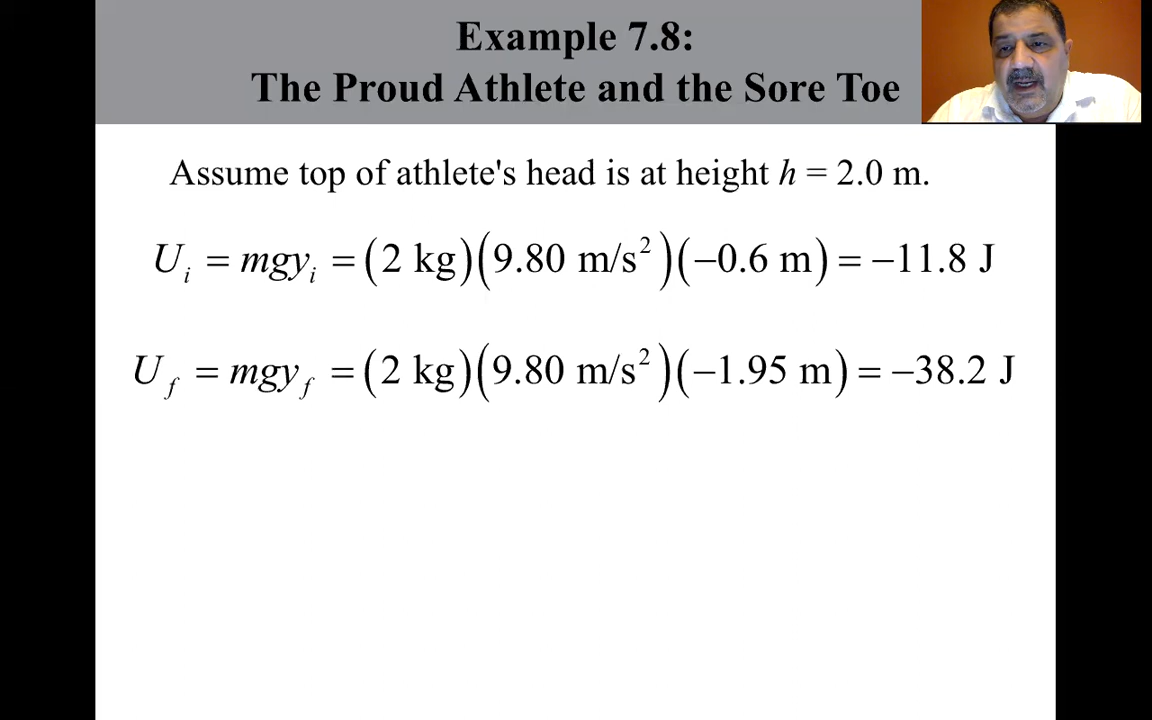 Example 7.8:
The Proud Athlete and the Sore Toe
Assume top of athlete's head is at height h = 2.0 m.
Uᵢ = mgyᵢ = (2 kg)(9.80 m/s²)(−0.6 m) = −11.8 J
U_f = mgy_f = (2 kg)(9.80 m/s²)(−1.95 m) = −38.2 J